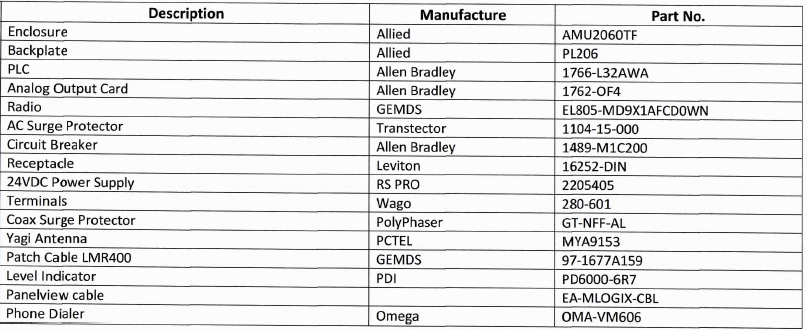 Description Manufacture Part No.
Enclosure Allied AMU2060TF
Backplate Allied PL206
PLC Allen Bradley 1766-L32AWA
Analog Output Card Allen Bradley 1762-OF4
Radio GEMDS EL805-MD9X1AFCD0WN
AC Surge Protector Transtector 1104-15-000
Circuit Breaker Allen Bradley 1489-M1C200
Receptacle Leviton 16252-DIN
24VDC Power Supply RS PRO 2205405
Terminals Wago 280-601
Coax Surge Protector PolyPhaser GT-NFF-AL
Yagi Antenna PCTEL MYA9153
Patch Cable LMR400 GEMDS 97-1677A159
Level Indicator PDI PD6000-6R7
Panelview cable EA-MLOGIX-CBL
Phone Dialer Omega OMA-VM606